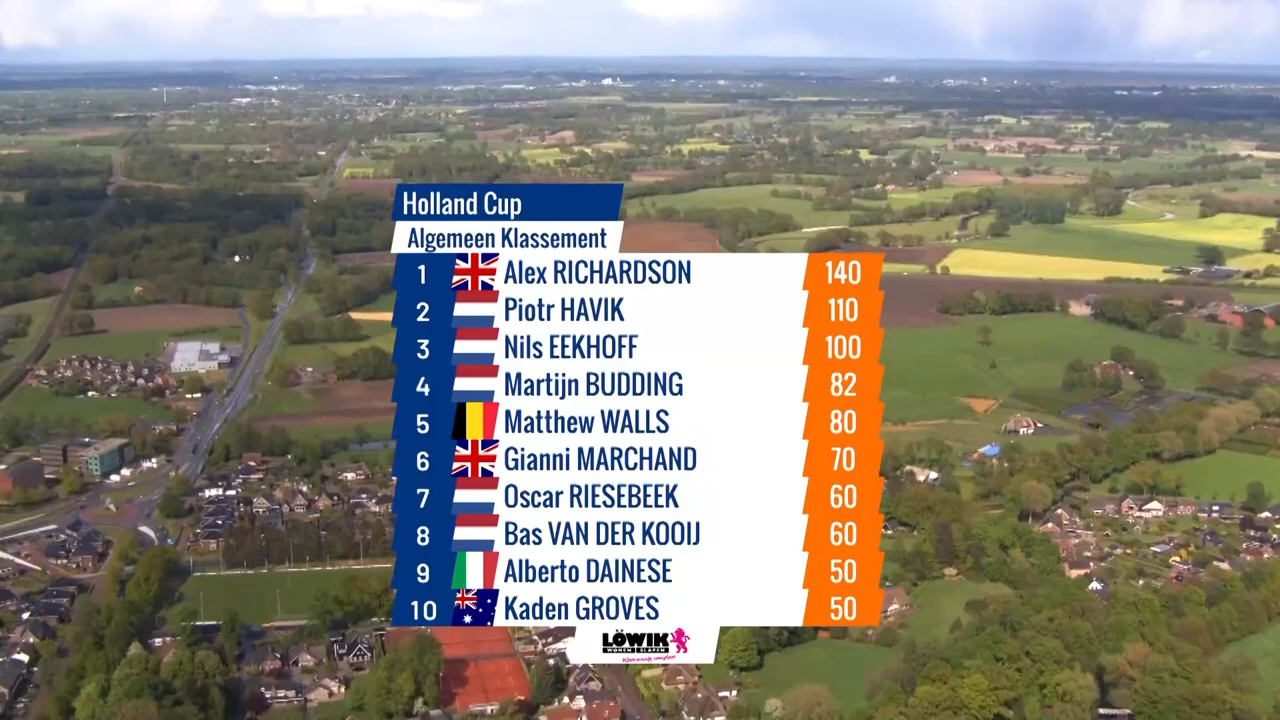 Holland Cup
Algemeen Klassement
1 Alex RICHARDSON 140
2 Piotr HAVIK 110
3 Nils EEKHOFF 100
4 Martijn BUDDING 82
5 Matthew WALLS 80
6 Gianni MARCHAND 70
7 Oscar RIESEBEEK 60
8 Bas VAN DER KOOIJ 60
9 Alberto DAINESE 50
10 Kaden GROVES 50
LÖWIK
WONEN | SLAPEN